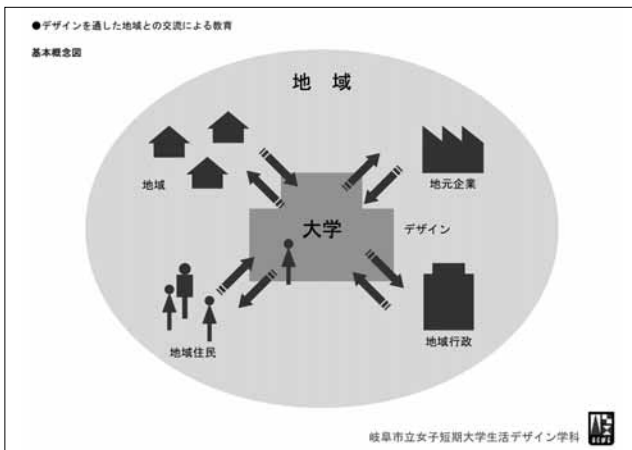 ●デザインを通した地域との交流による教育
基本概念図
地 域
地域
地元企業
大学
デザイン
地域住民
地域行政
岐阜市立女子短期大学生活デザイン学科